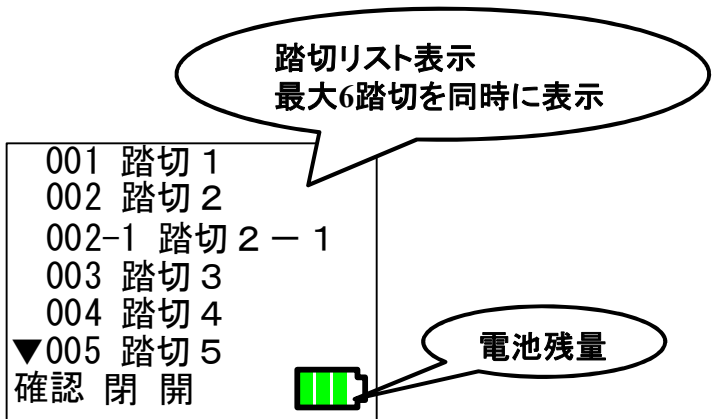 踏切リスト表示
最大6踏切を同時に表示
001 踏切１
002 踏切２
002-1 踏切２－１
003 踏切３
004 踏切４
▼005 踏切５
確認 閉 開
電池残量